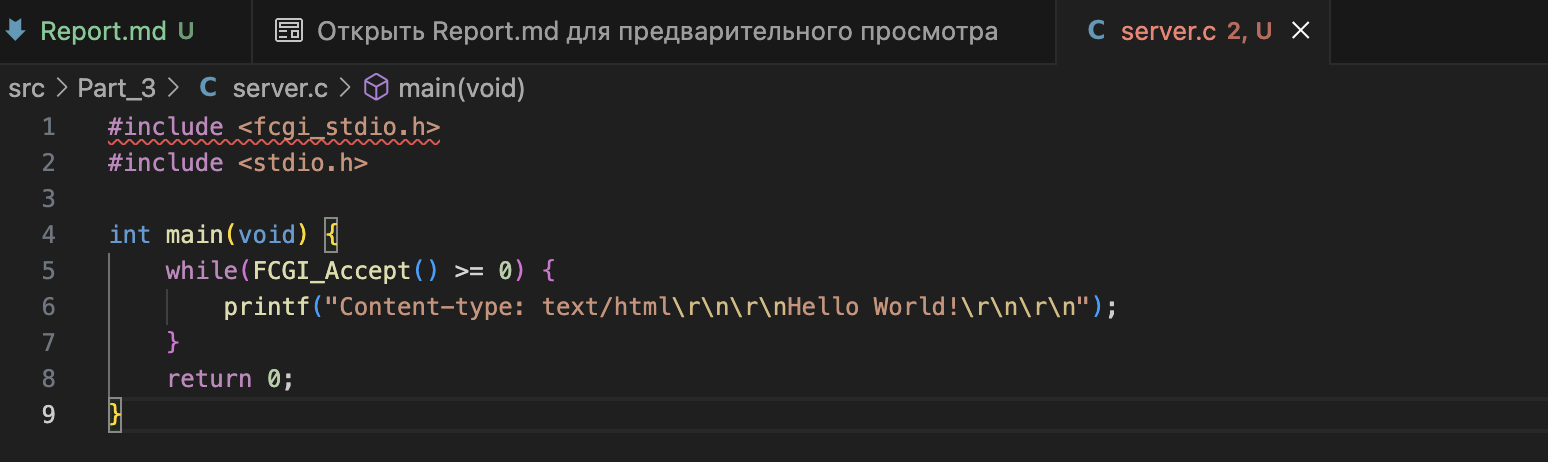 Report.md U Открыть Report.md для предварительного просмотра C server.c 2, U
src > Part_3 > C server.c > main(void)
1 #include <fcgi_stdio.h>
2 #include <stdio.h>
3
4 int main(void) {
5     while(FCGI_Accept() >= 0) {
6         printf("Content-type: text/html\r\n\r\nHello World!\r\n\r\n");
7     }
8     return 0;
9 }